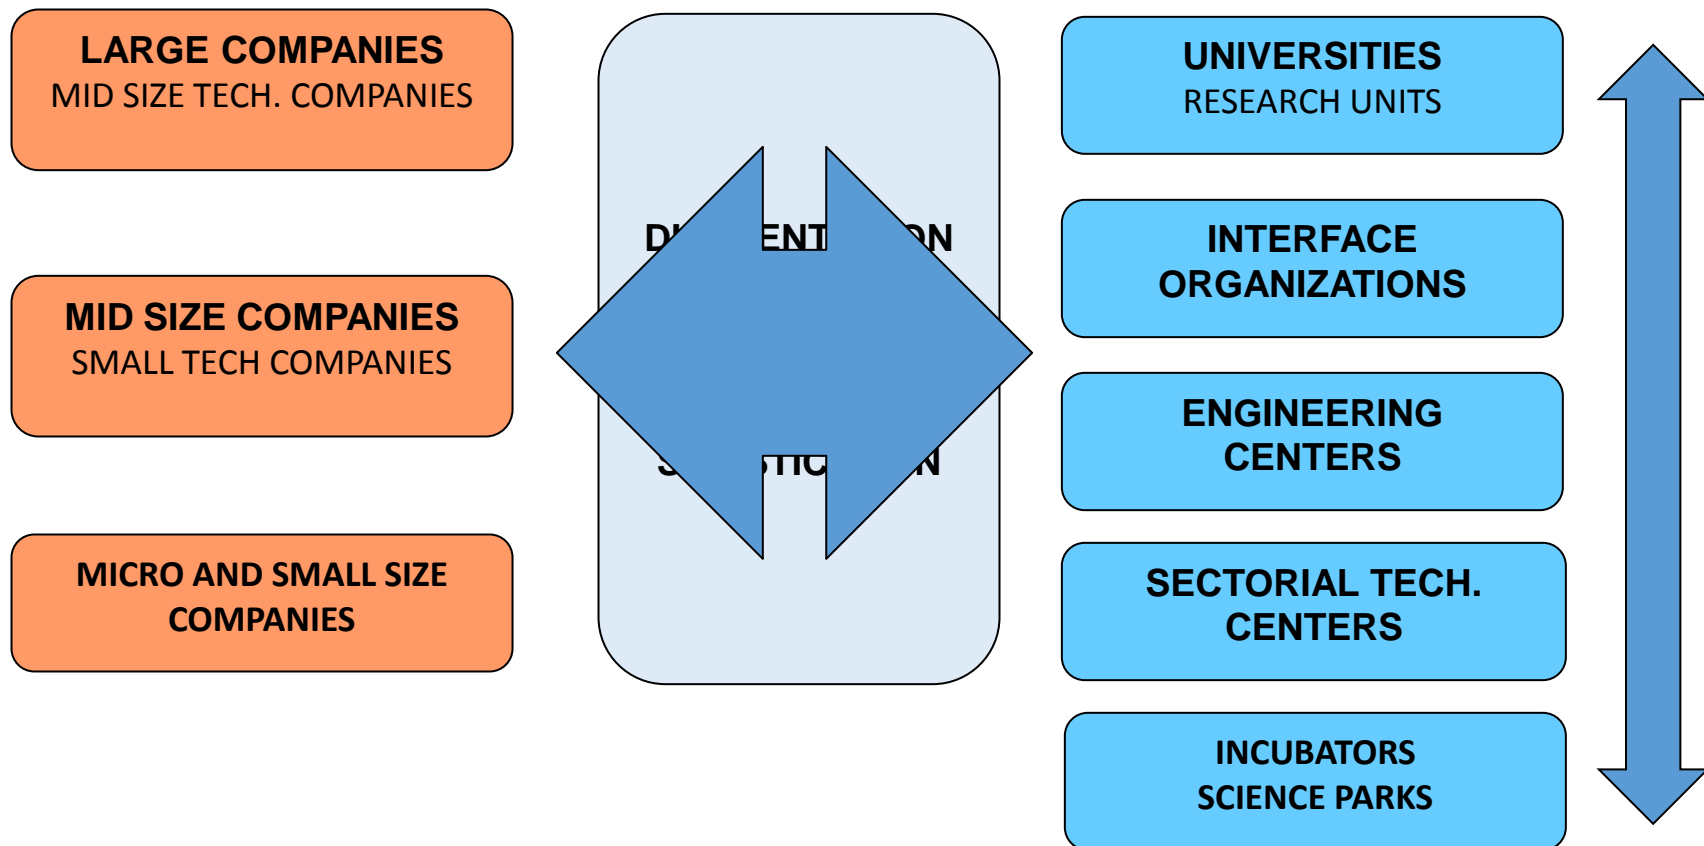 LARGE COMPANIES
MID SIZE TECH. COMPANIES
MID SIZE COMPANIES
SMALL TECH COMPANIES
MICRO AND SMALL SIZE
COMPANIES
UNIVERSITIES
RESEARCH UNITS
INTERFACE
ORGANIZATIONS
ENGINEERING
CENTERS
SECTORIAL TECH.
CENTERS
INCUBATORS
SCIENCE PARKS